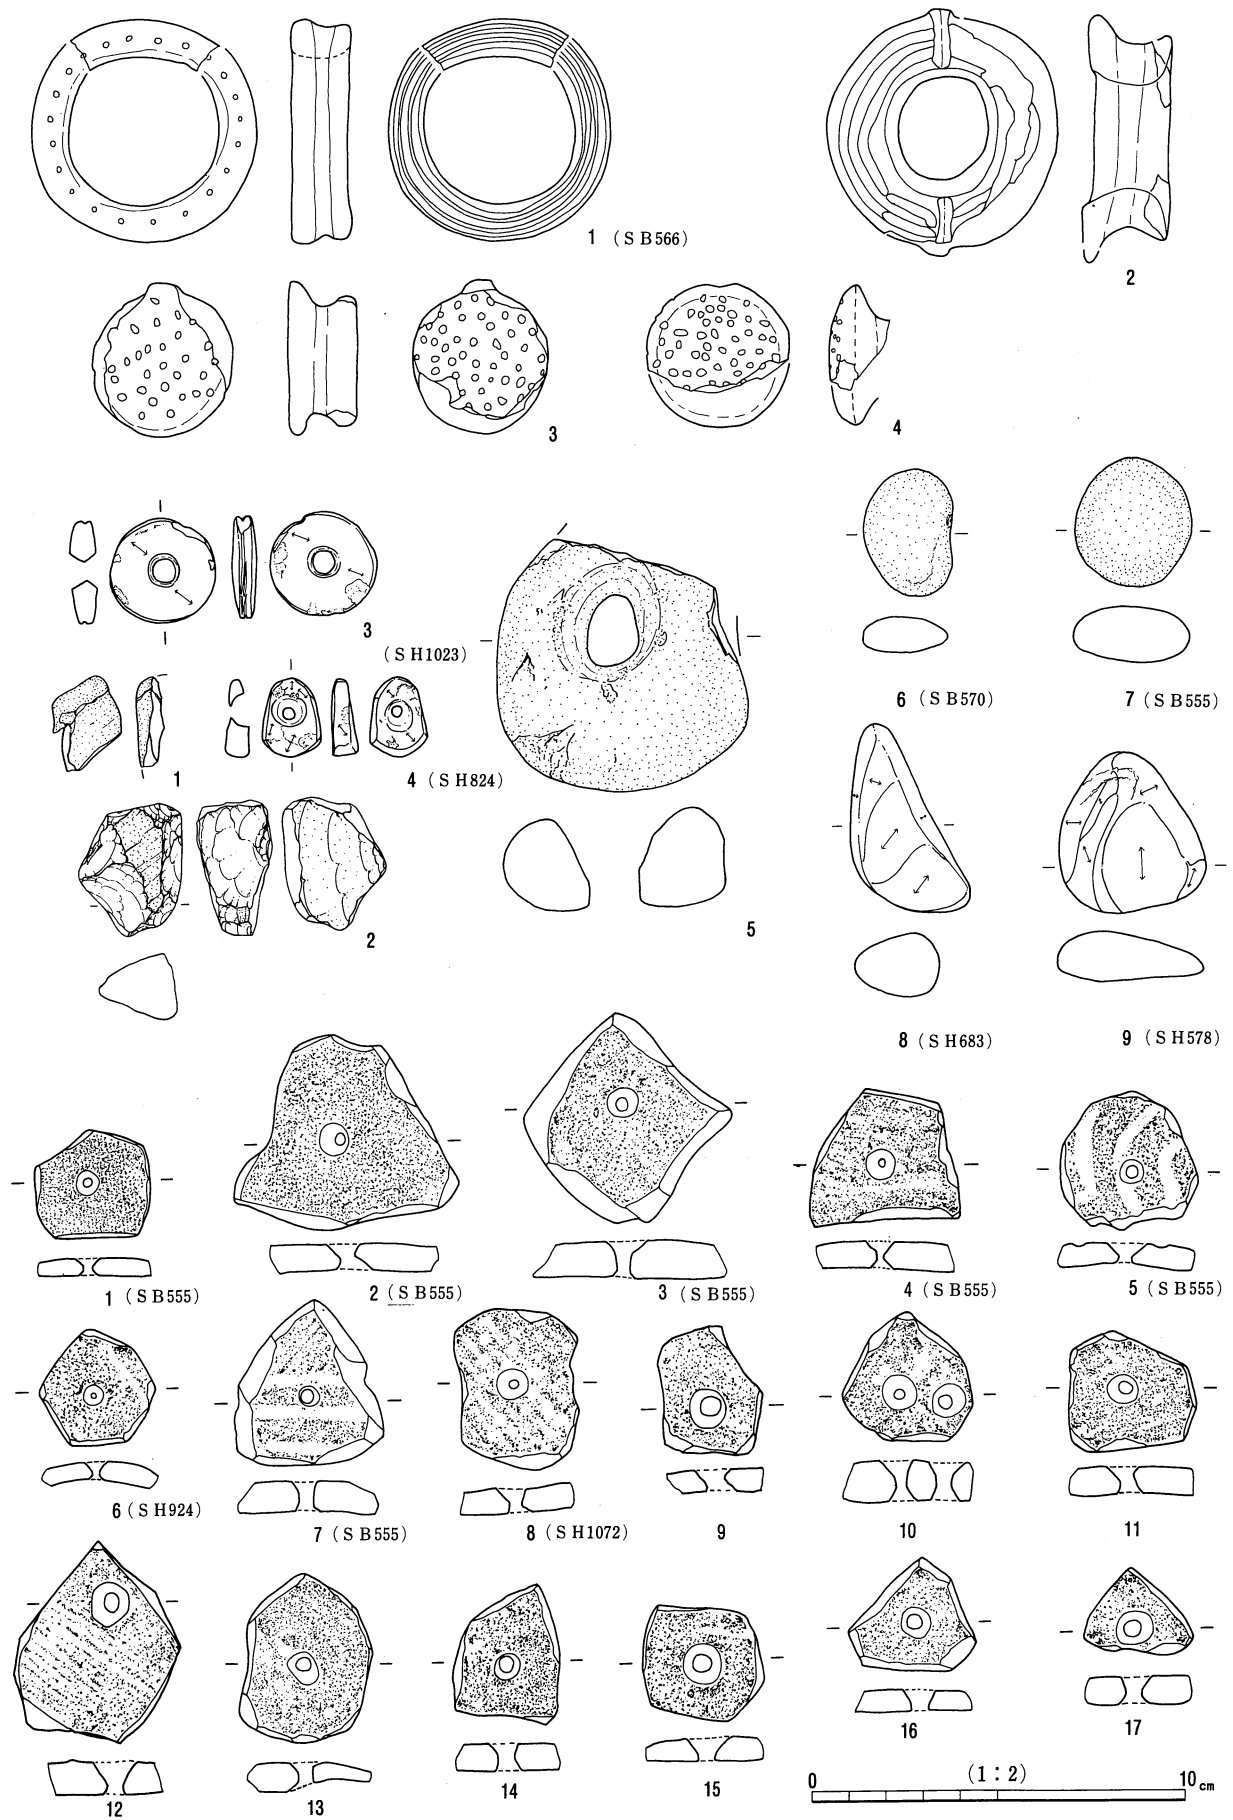 1 (SB566)
2
3
4
3
(SH1023)
6 (SB570)
7 (SB555)
1
4 (SH824)
2
5
8 (SH683)
9 (SH578)
1 (SB555)
2 (SB555)
3 (SB555)
4 (SB555)
5 (SB555)
6 (SH924)
7 (SB555)
8 (SH1072)
9
10
11
12
13
14
15
16
17
(1:2)
0 10cm